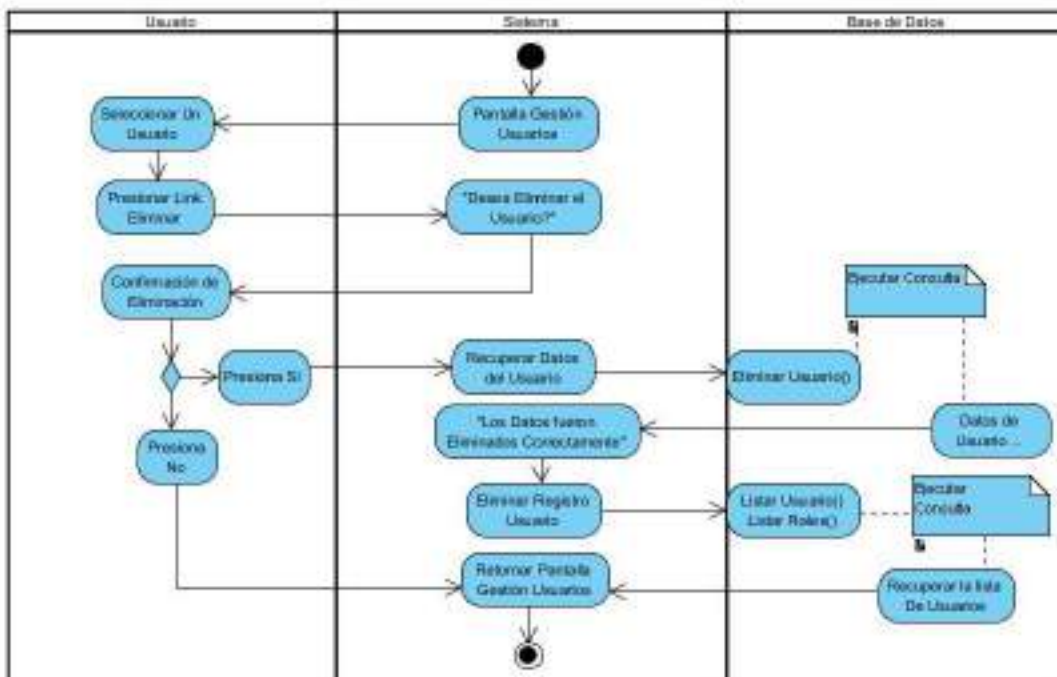 Usuario
Sistema
Base de Datos
Seleccionar Un
Usuario
Pantalla Gestión
Usuarios
Presionar Link
Eliminar
"Desea Eliminar el
Usuario?"
Confirmación de
Eliminación
Ejecutar Consulta
Presiona Si
Recuperar Datos
del Usuario
Eliminar Usuario()
Presiona
No
"Los Datos fueron
Eliminados Correctamente"
Datos de
Usuario...
Eliminar Registro
Usuario
Listar Usuario()
Listar Roles()
Ejecutar
Consulta
Retornar Pantalla
Gestión Usuarios
Recuperar la lista
De Usuarios